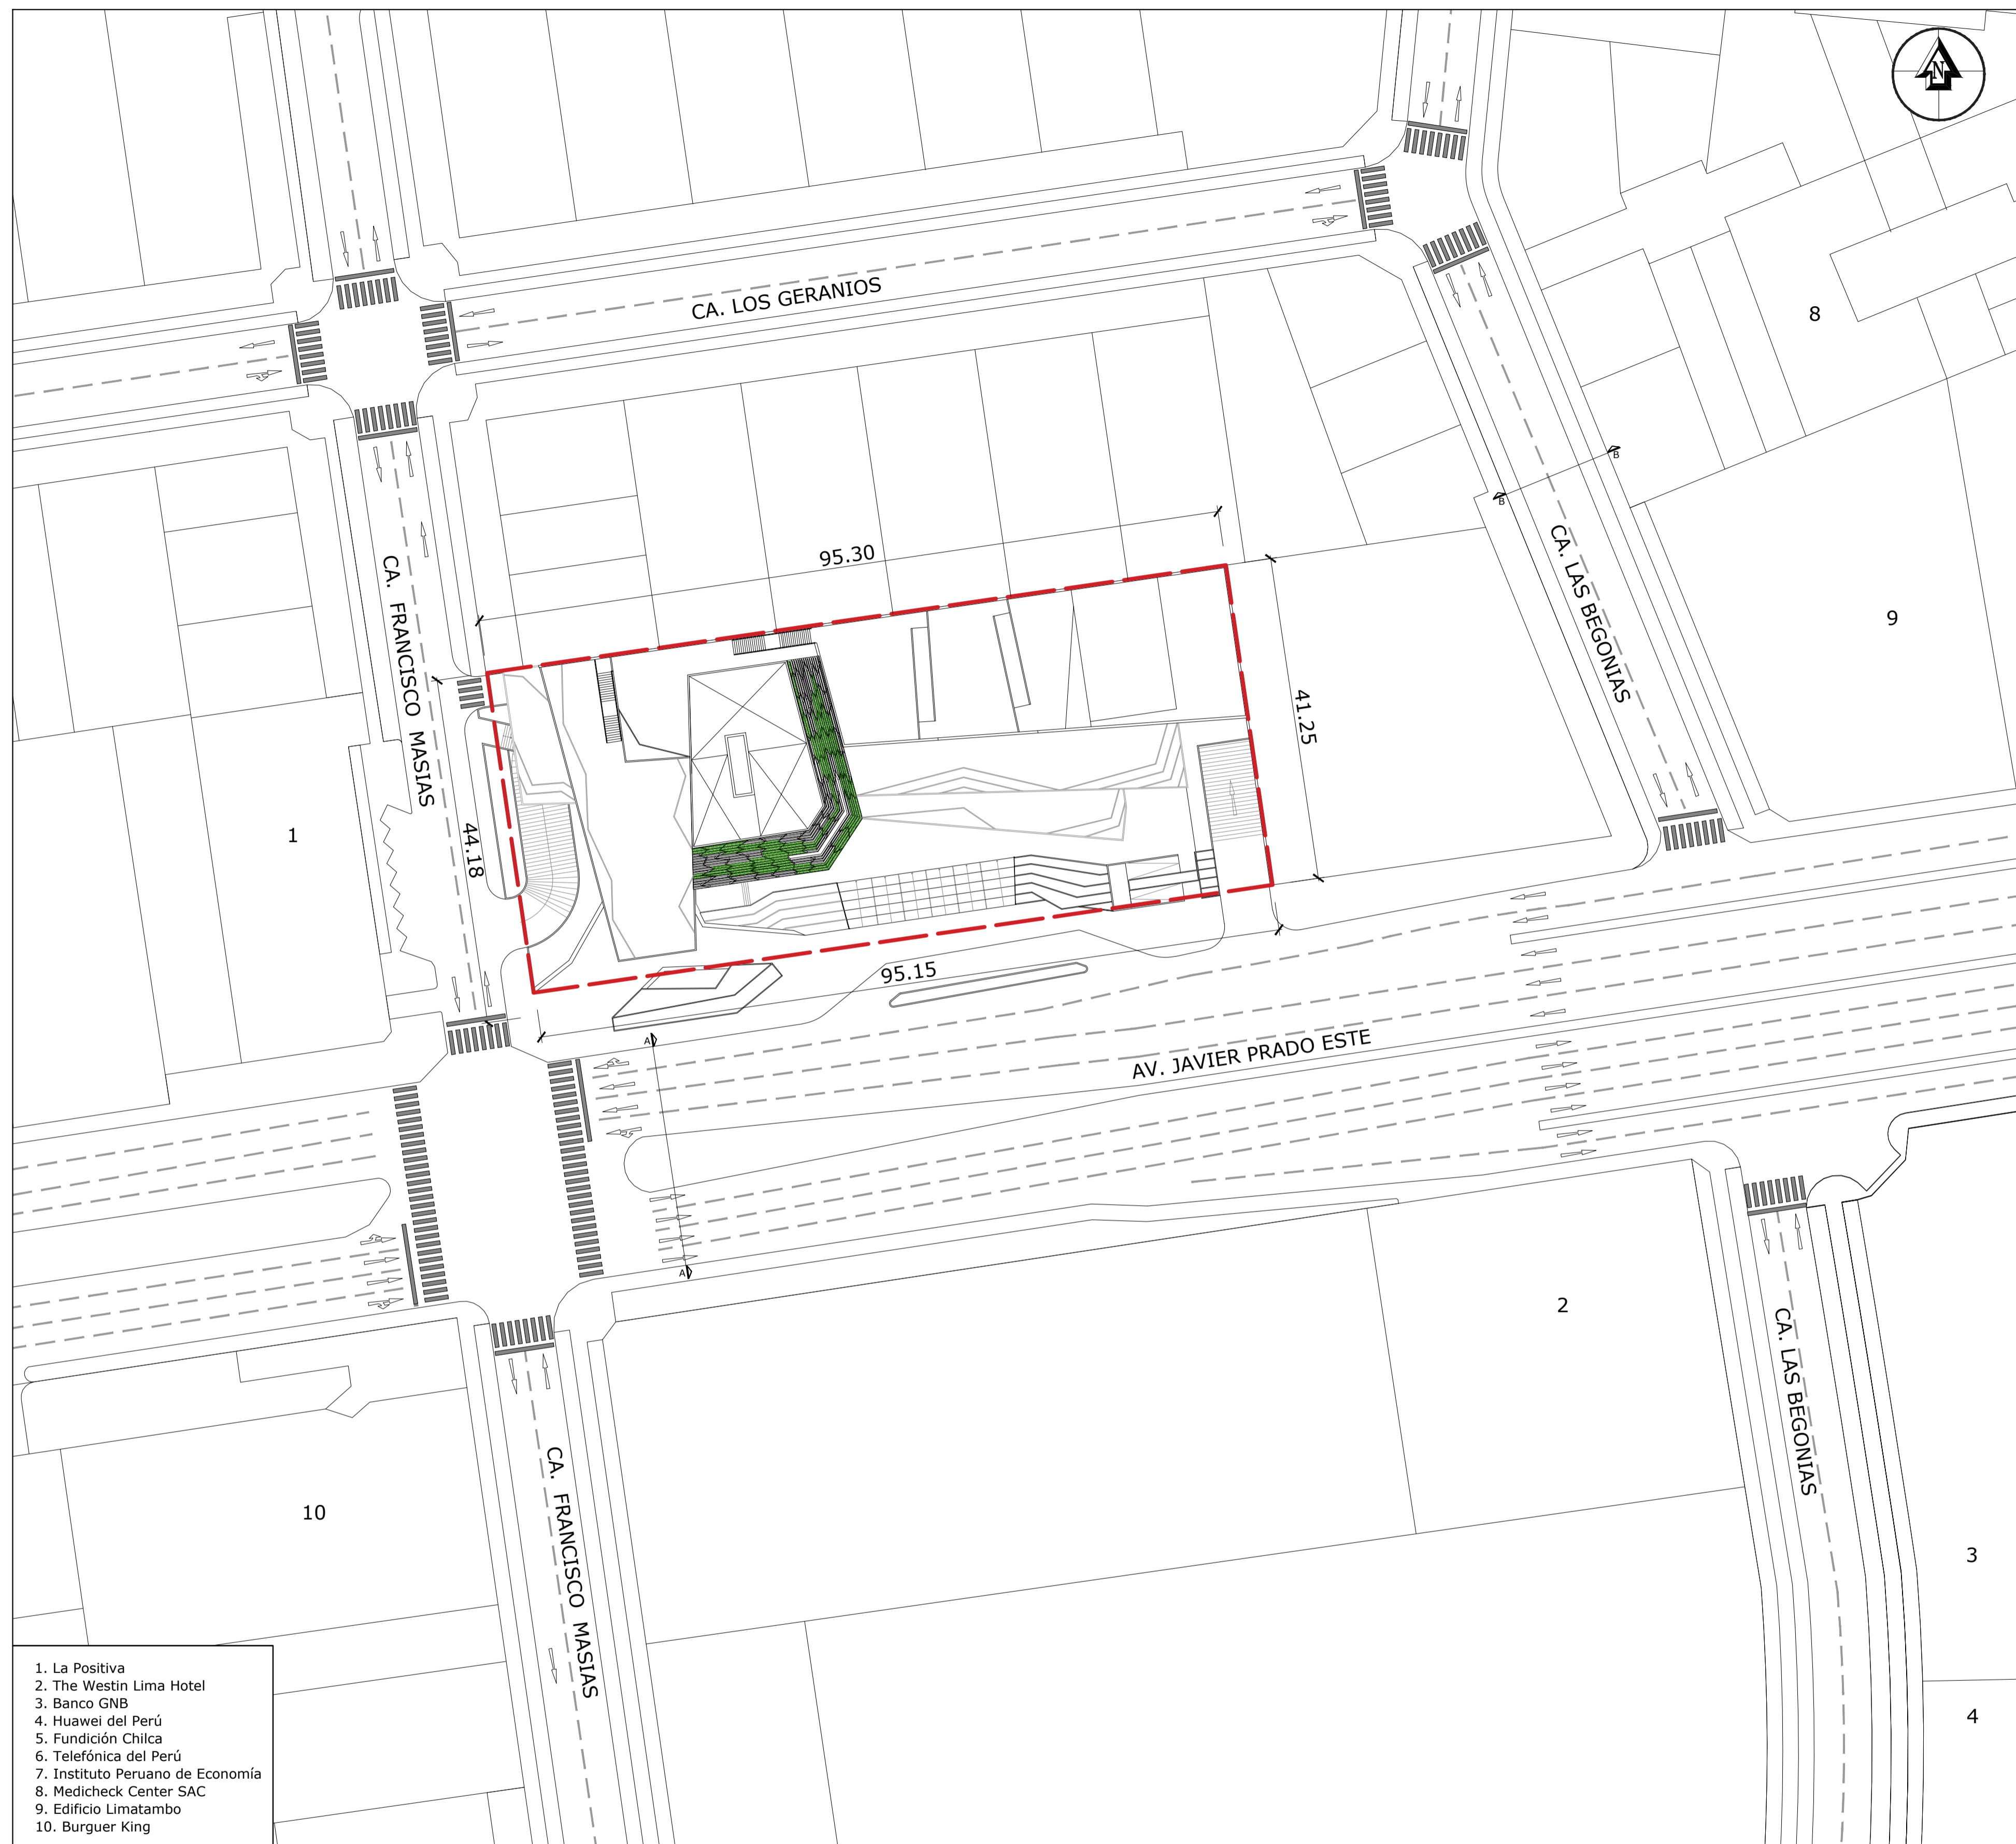 N
CA. LOS GERANIOS
8
B
B
95.30
CA. FRANCISCO MASIAS
CA. LAS BEGONIAS
9
41.25
1
44.18
95.15
A
AV. JAVIER PRADO ESTE
A
2
CA. LAS BEGONIAS
10
CA. FRANCISCO MASIAS
3
4
1. La Positiva
2. The Westin Lima Hotel
3. Banco GNB
4. Huawei del Perú
5. Fundición Chilca
6. Telefónica del Perú
7. Instituto Peruano de Economía
8. Medicheck Center SAC
9. Edificio Limatambo
10. Burguer King